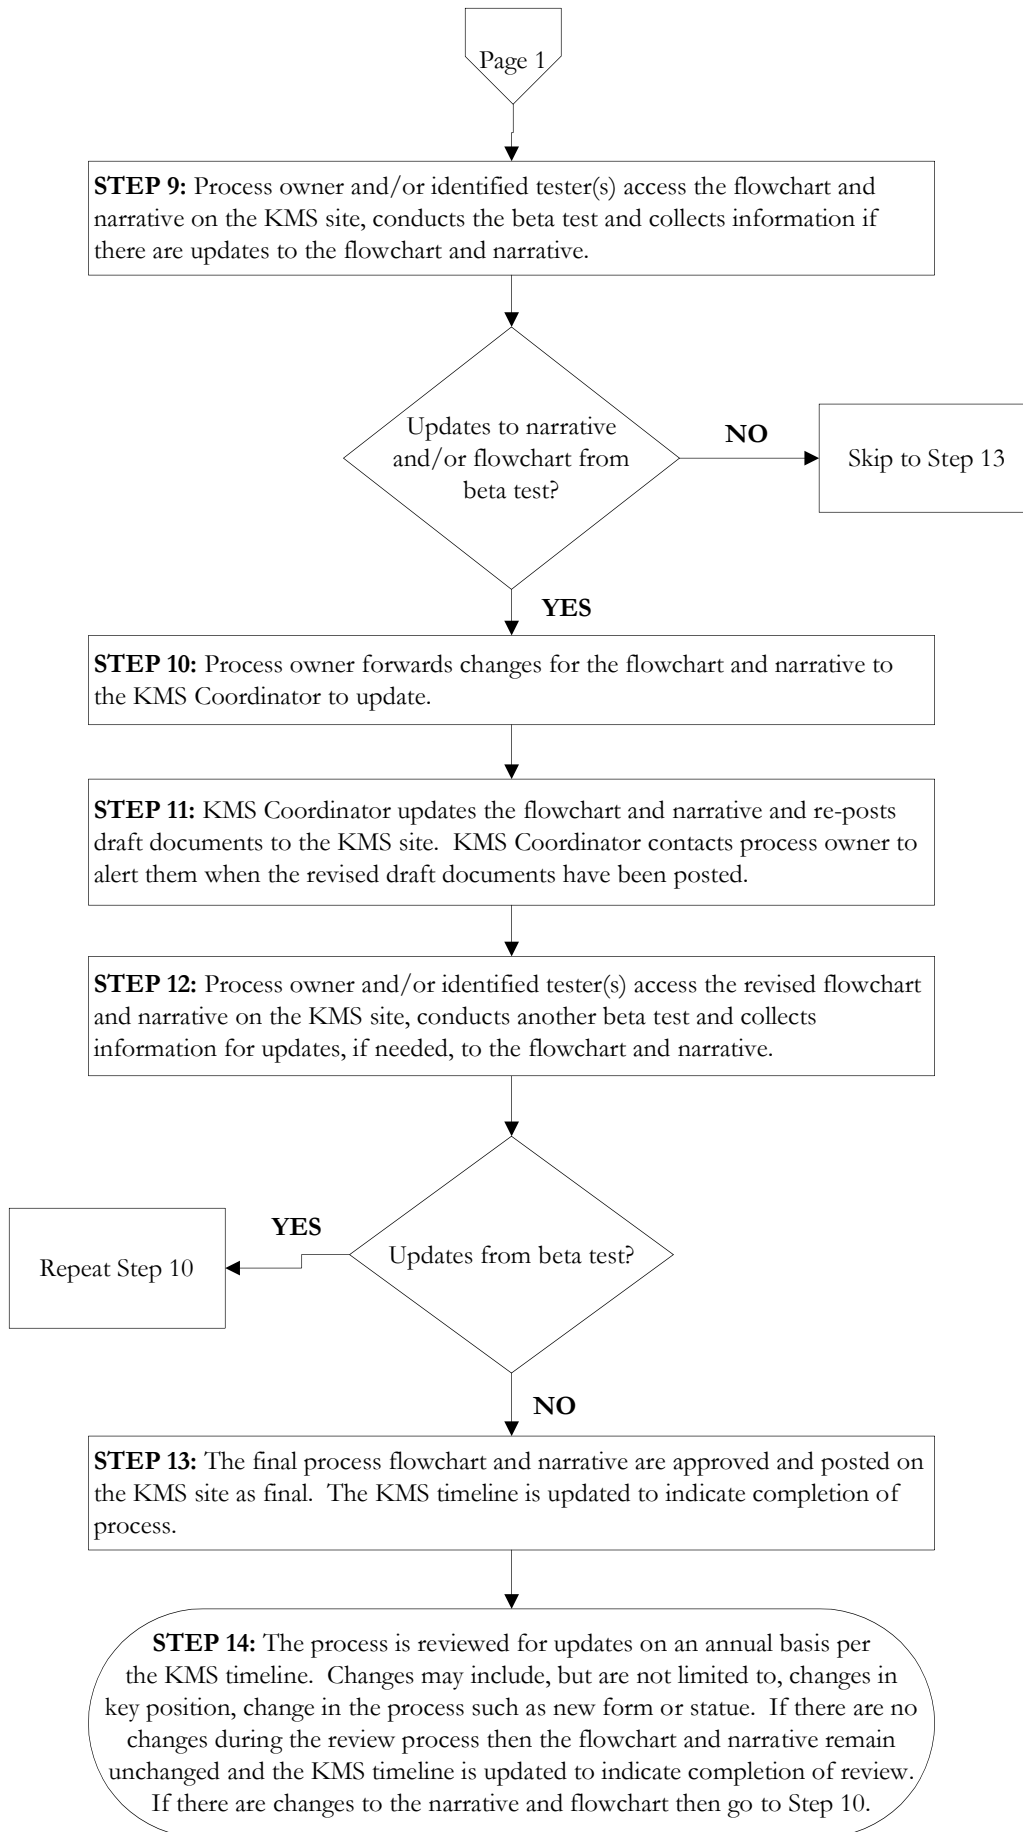 Page 1
STEP 9: Process owner and/or identified tester(s) access the flowchart and
narrative on the KMS site, conducts the beta test and collects information if
there are updates to the flowchart and narrative.
Updates to narrative
and/or flowchart from
beta test?
NO
Skip to Step 13
YES
STEP 10: Process owner forwards changes for the flowchart and narrative to
the KMS Coordinator to update.
STEP 11: KMS Coordinator updates the flowchart and narrative and re-posts
draft documents to the KMS site.  KMS Coordinator contacts process owner to
alert them when the revised draft documents have been posted.
STEP 12: Process owner and/or identified tester(s) access the revised flowchart
and narrative on the KMS site, conducts another beta test and collects
information for updates, if needed, to the flowchart and narrative.
YES
Repeat Step 10
Updates from beta test?
NO
STEP 13: The final process flowchart and narrative are approved and posted on
the KMS site as final.  The KMS timeline is updated to indicate completion of
process.
STEP 14: The process is reviewed for updates on an annual basis per
the KMS timeline.  Changes may include, but are not limited to, changes in
key position, change in the process such as new form or statue.  If there are no
changes during the review process then the flowchart and narrative remain
unchanged and the KMS timeline is updated to indicate completion of review.
If there are changes to the narrative and flowchart then go to Step 10.